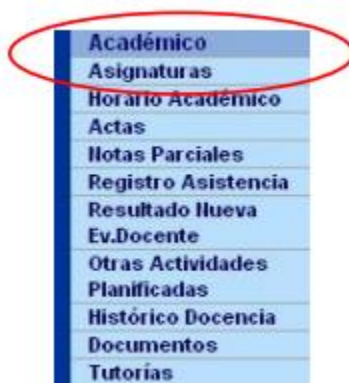 Académico
Asignaturas
Horario Académico
Actas
Notas Parciales
Registro Asistencia
Resultado Nueva
Ev.Docente
Otras Actividades
Planificadas
Histórico Docencia
Documentos
Tutorías